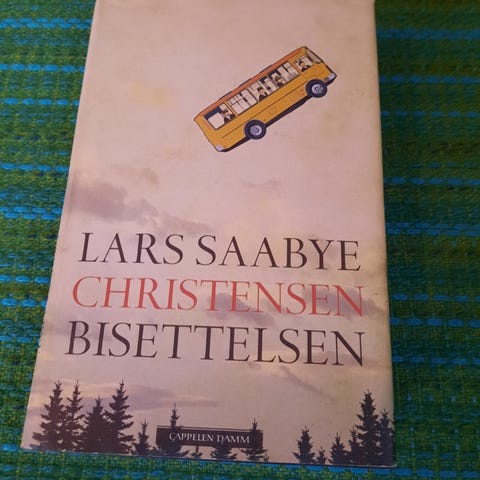 LARS SAABYE
CHRISTENSEN
BISETTELSEN
CAPPELEN DAMM